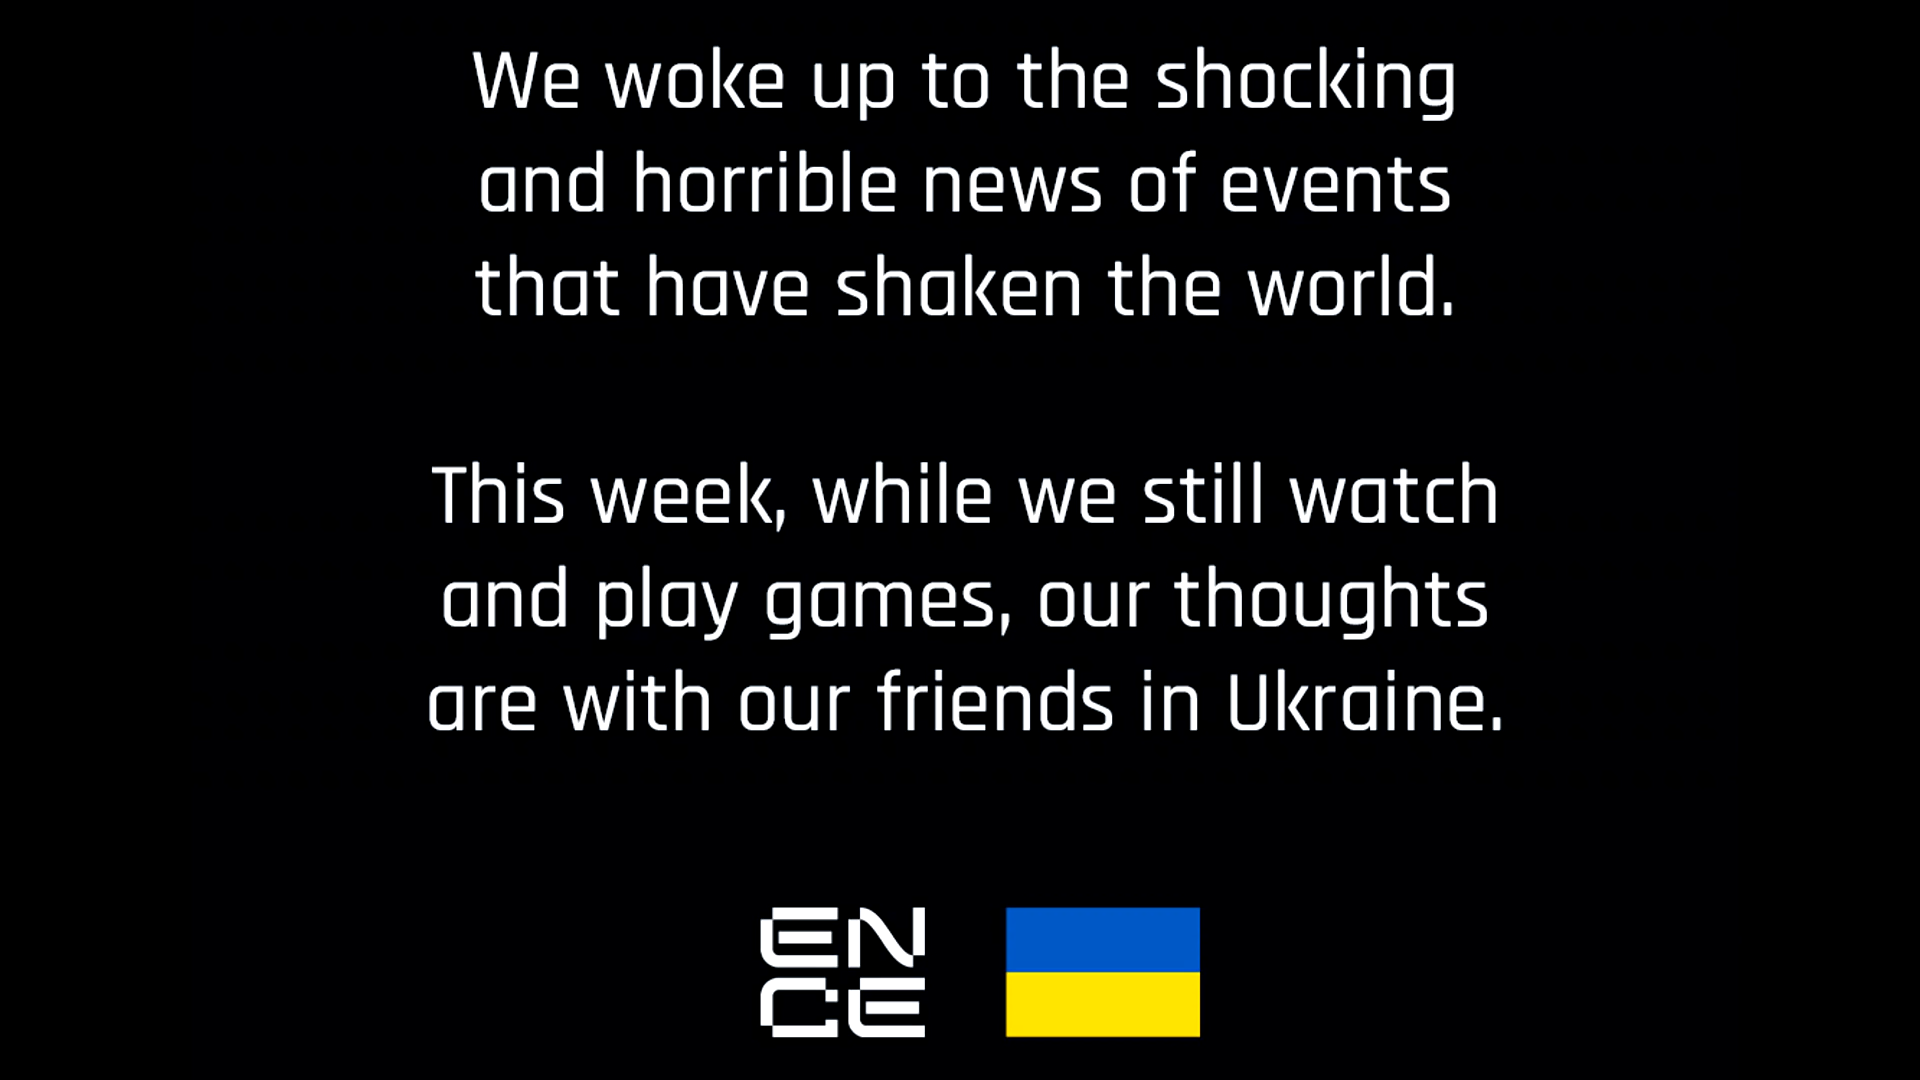 We woke up to the shocking
and horrible news of events
that have shaken the world.
This week, while we still watch
and play games, our thoughts
are with our friends in Ukraine.
EN
CE